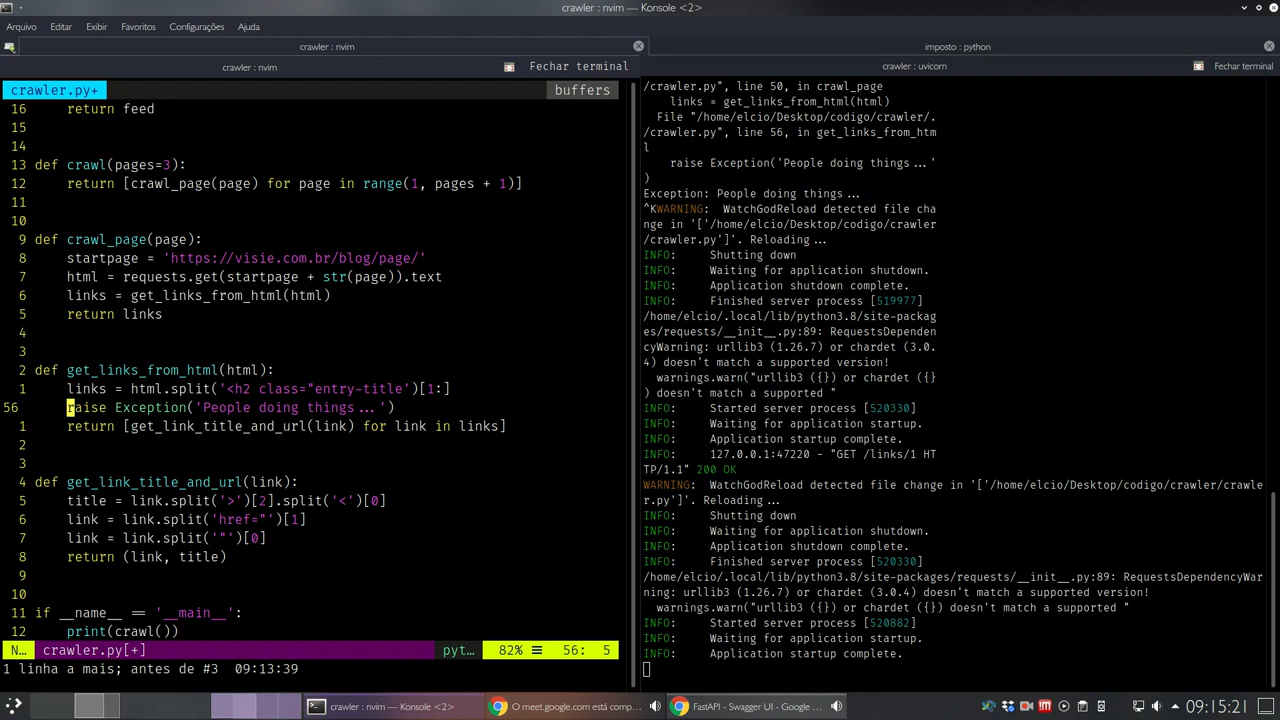 crawler : nvim — Konsole <2>
Arquivo Editar Exibir Favoritos Configurações Ajuda
crawler : nvim
imposto : python
crawler : nvim
Fechar terminal
crawler : uvicorn
Fechar terminal
crawler.py+
buffers
16 return feed
15
14
13 def crawl(pages=3):
12 return [crawl_page(page) for page in range(1, pages + 1)]
11
10
9 def crawl_page(page):
8 startpage = 'https://visie.com.br/blog/page/'
7 html = requests.get(startpage + str(page)).text
6 links = get_links_from_html(html)
5 return links
4
3
2 def get_links_from_html(html):
1 links = html.split('<h2 class="entry-title')[1:]
56 raise Exception('People doing things...')
1 return [get_link_title_and_url(link) for link in links]
2
3
4 def get_link_title_and_url(link):
5 title = link.split('>')[2].split('<')[0]
6 link = link.split('href="')[1]
7 link = link.split('"')[0]
8 return (link, title)
9
10
11 if __name__ == '__main__':
12 print(crawl())
N… crawler.py[+] pyt… 82% ☰ 56: 5
1 linha a mais; antes de #3 09:13:39
/crawler.py", line 50, in crawl_page
links = get_links_from_html(html)
File "/home/elcio/Desktop/codigo/crawler/.
/crawler.py", line 56, in get_links_from_htm
l
raise Exception('People doing things...'
)
Exception: People doing things...
^KWARNING: WatchGodReload detected file cha
nge in '['/home/elcio/Desktop/codigo/crawler
/crawler.py']'. Reloading...
INFO: Shutting down
INFO: Waiting for application shutdown.
INFO: Application shutdown complete.
INFO: Finished server process [519977]
/home/elcio/.local/lib/python3.8/site-packag
es/requests/__init__.py:89: RequestsDependen
cyWarning: urllib3 (1.26.7) or chardet (3.0.
4) doesn't match a supported version!
warnings.warn("urllib3 ({}) or chardet ({}
) doesn't match a supported "
INFO: Started server process [520330]
INFO: Waiting for application startup.
INFO: Application startup complete.
INFO: 127.0.0.1:47220 - "GET /links/1 HT
TP/1.1" 200 OK
WARNING: WatchGodReload detected file change in '['/home/elcio/Desktop/codigo/crawler/crawle
r.py']'. Reloading...
INFO: Shutting down
INFO: Waiting for application shutdown.
INFO: Application shutdown complete.
INFO: Finished server process [520330]
/home/elcio/.local/lib/python3.8/site-packages/requests/__init__.py:89: RequestsDependencyWar
ning: urllib3 (1.26.7) or chardet (3.0.4) doesn't match a supported version!
warnings.warn("urllib3 ({}) or chardet ({}) doesn't match a supported "
INFO: Started server process [520882]
INFO: Waiting for application startup.
INFO: Application startup complete.
crawler : nvim — Konsole <2>
O meet.google.com está comp…
FastAPI - Swagger UI - Google …
09:15:21